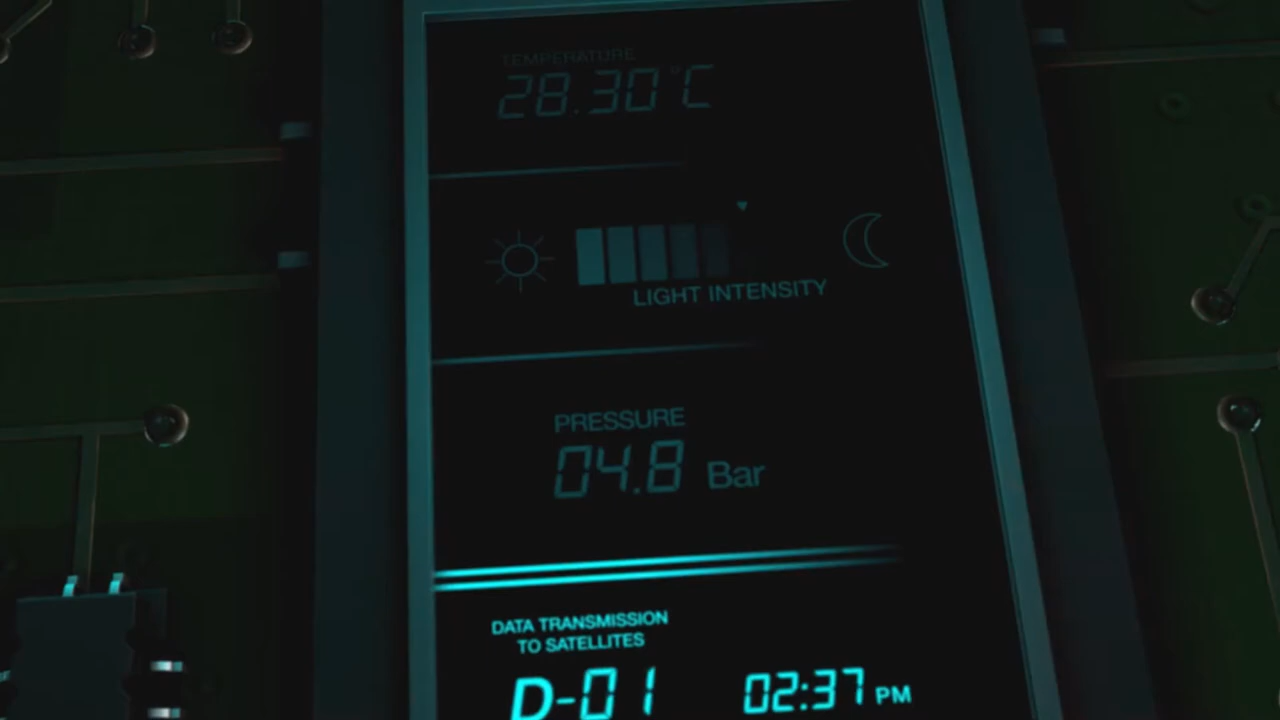 TEMPERATURE
28.30°C
LIGHT INTENSITY
PRESSURE
04.8 Bar
DATA TRANSMISSION
TO SATELLITES
D-01 02:37 PM